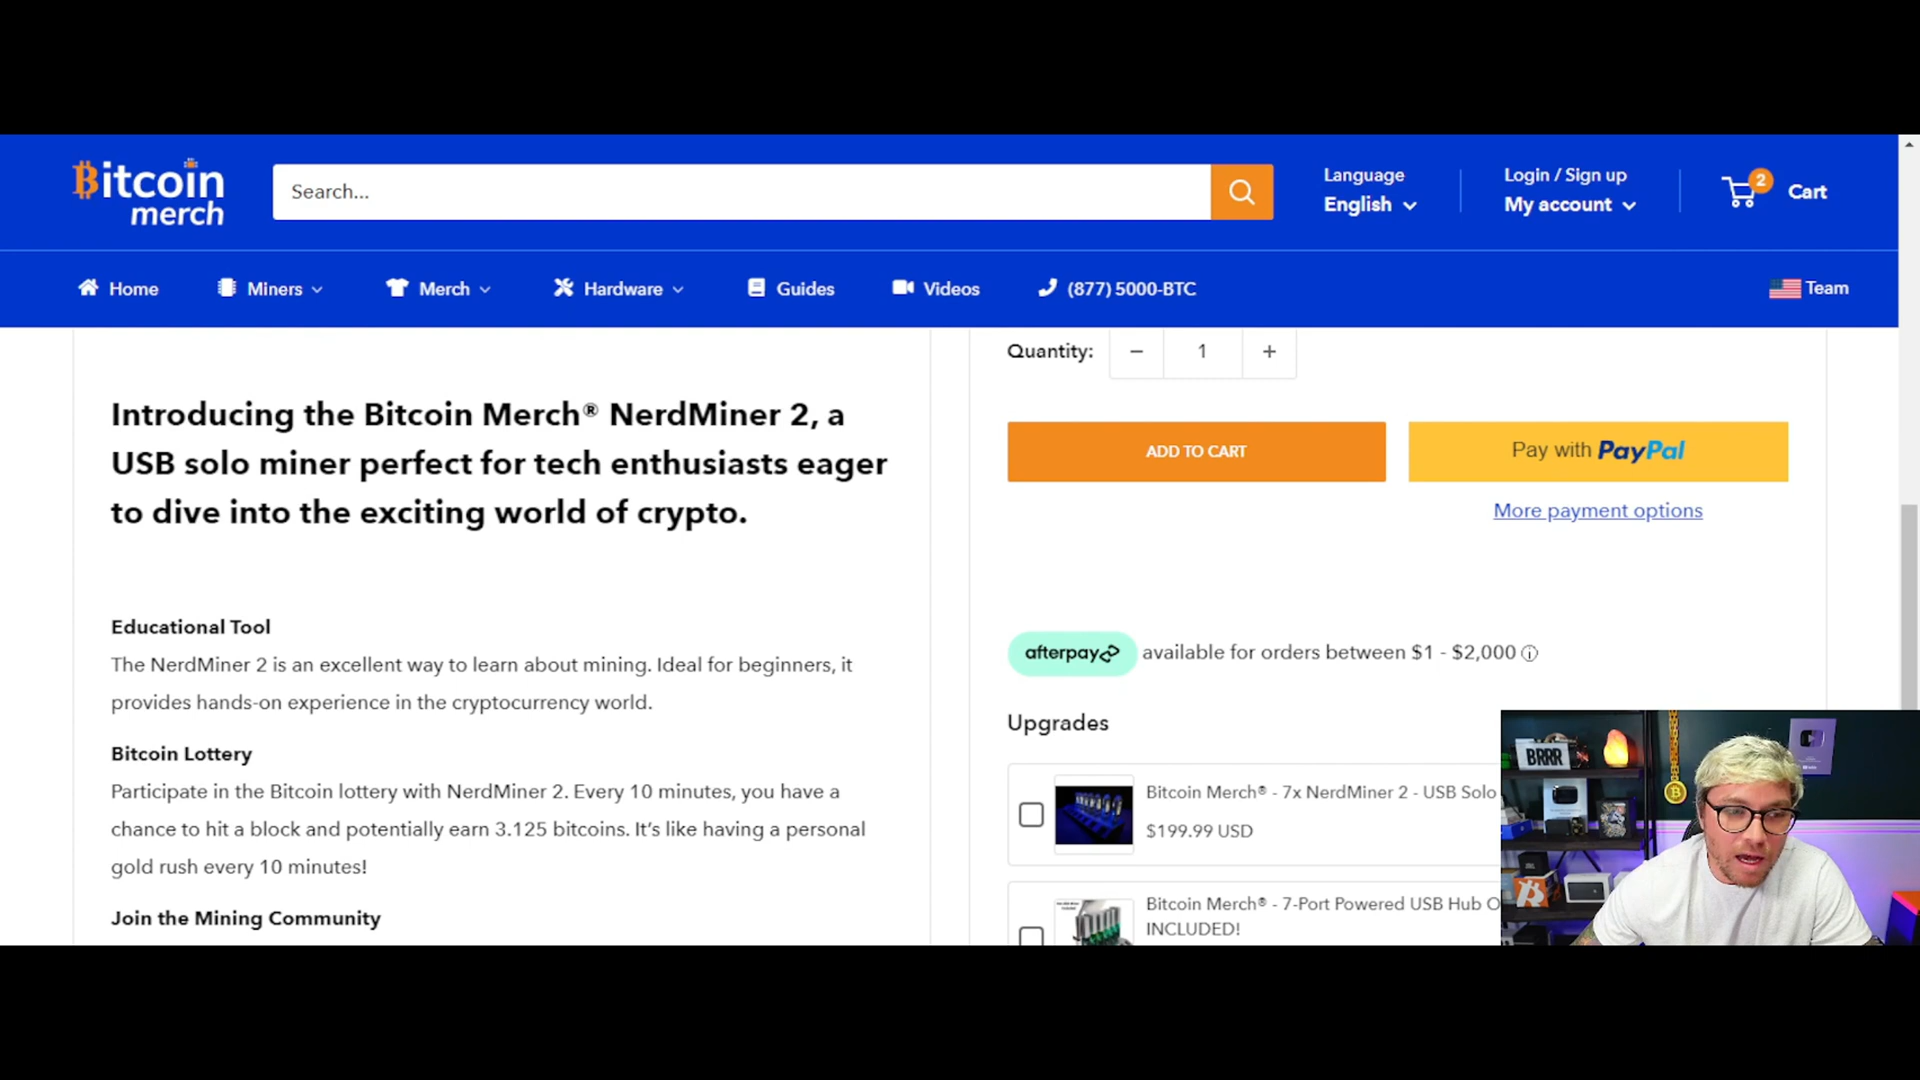 Bitcoin
merch
Search...
Language
English
Login / Sign up
My account
2
Cart
Home
Miners
Merch
Hardware
Guides
Videos
(877) 5000-BTC
Team
Introducing the Bitcoin Merch® NerdMiner 2, a
USB solo miner perfect for tech enthusiasts eager
to dive into the exciting world of crypto.
Educational Tool
The NerdMiner 2 is an excellent way to learn about mining. Ideal for beginners, it
provides hands-on experience in the cryptocurrency world.
Bitcoin Lottery
Participate in the Bitcoin lottery with NerdMiner 2. Every 10 minutes, you have a
chance to hit a block and potentially earn 3.125 bitcoins. It’s like having a personal
gold rush every 10 minutes!
Join the Mining Community
Quantity:
− 1 +
ADD TO CART
Pay with PayPal
More payment options
afterpay available for orders between $1 - $2,000
Upgrades
Bitcoin Merch® - 7x NerdMiner 2 - USB Solo
$199.99 USD
Bitcoin Merch® - 7-Port Powered USB Hub O
INCLUDED!
BRRR